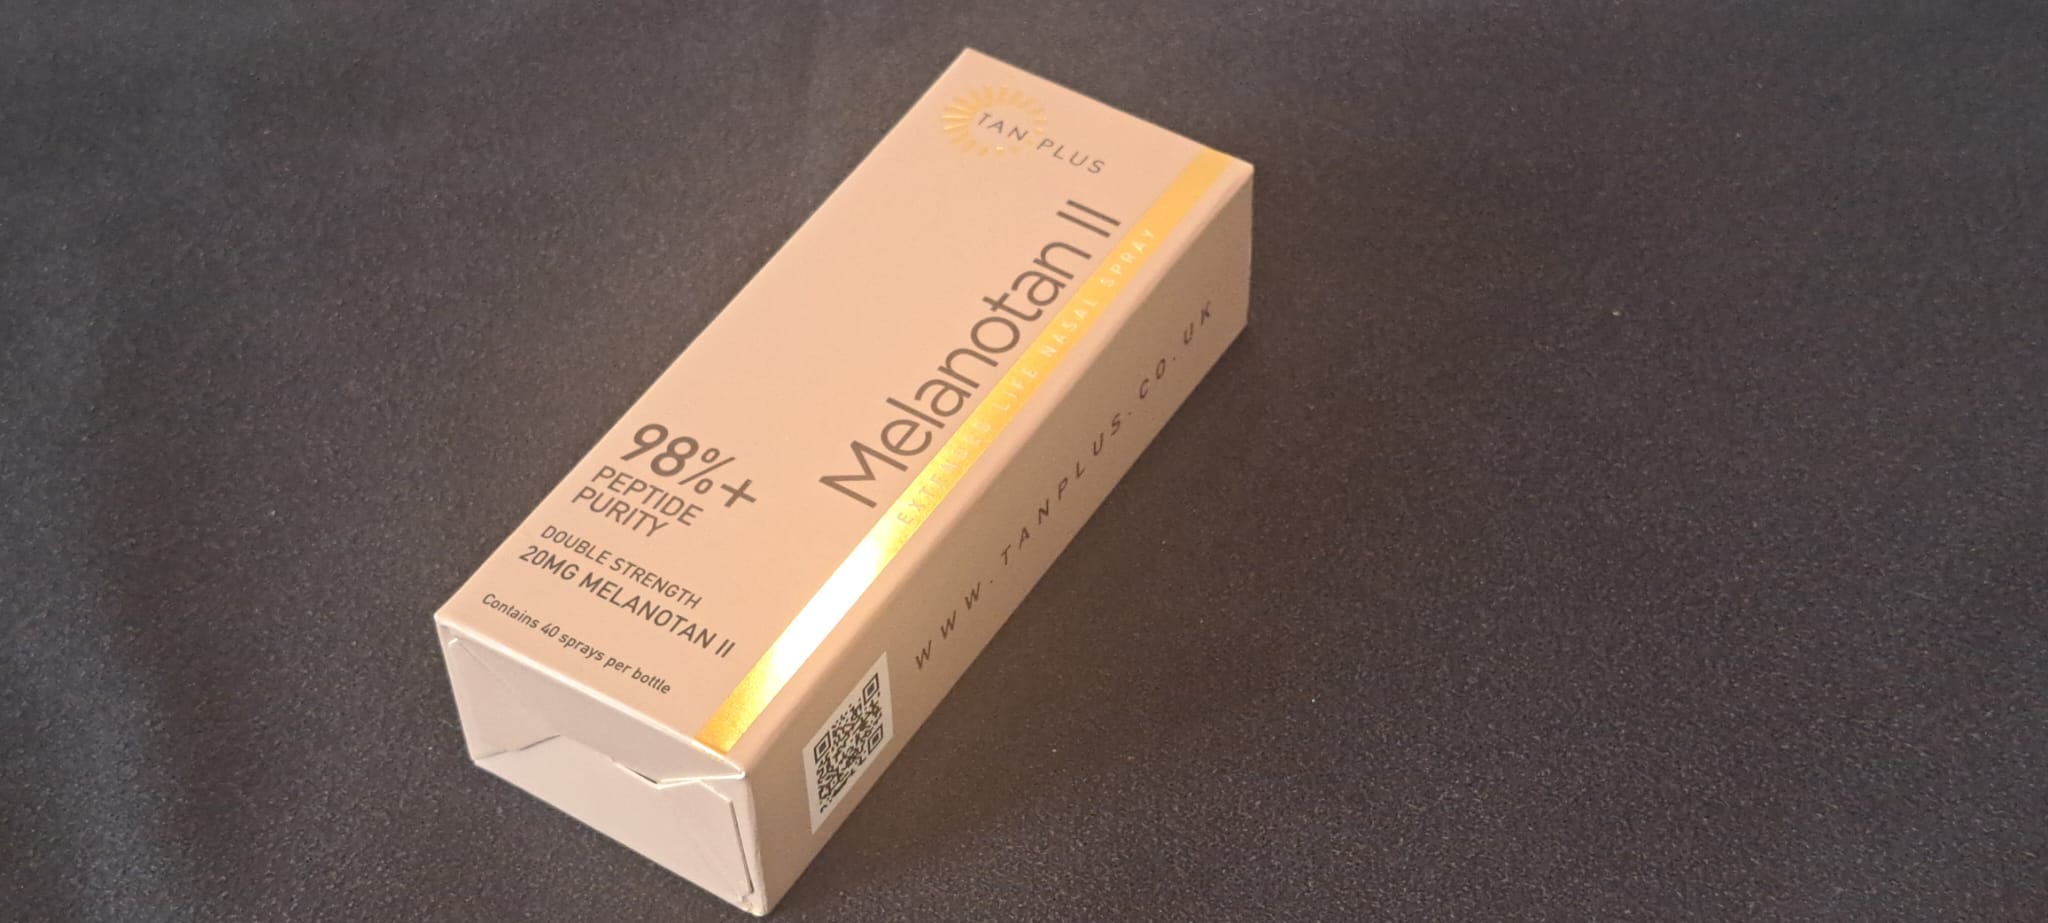 TAN PLUS
Melanotan II
EXTENDED LIFE NASAL SPRAY
98%+
PEPTIDE
PURITY
DOUBLE STRENGTH
20MG MELANOTAN II
Contains 40 sprays per bottle
WWW.TANPLUS.CO.UK